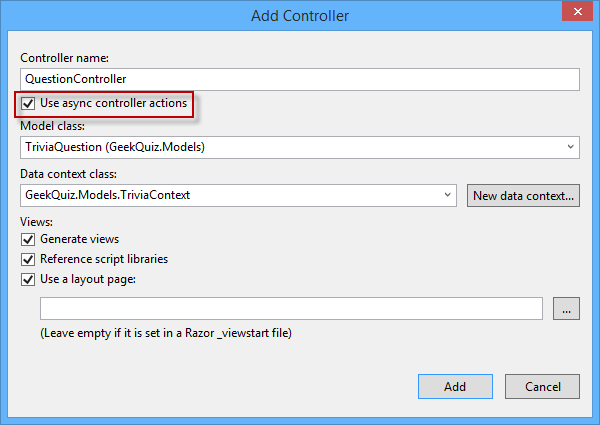 Add Controller
Controller name:
QuestionController
Use async controller actions
Model class:
TriviaQuestion (GeekQuiz.Models)
Data context class:
GeekQuiz.Models.TriviaContext
New data context...
Views:
Generate views
Reference script libraries
Use a layout page:
...
(Leave empty if it is set in a Razor _viewstart file)
Add
Cancel